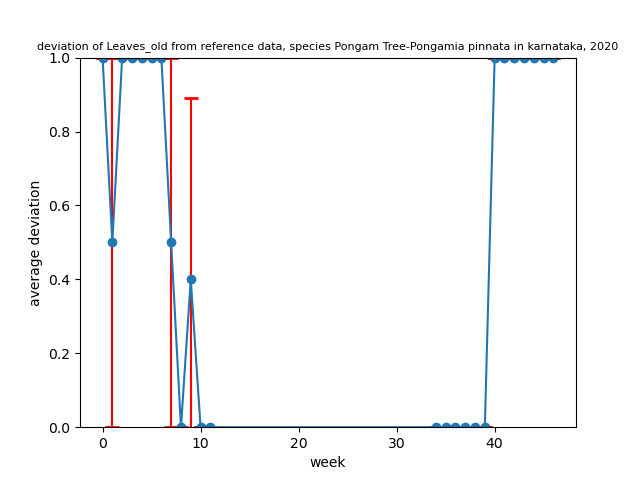 deviation of Leaves_old from reference data, species Pongam Tree-Pongamia pinnata in karnataka, 2020
1.0
0.8
0.6
0.4
0.2
0.0
average deviation
0 10 20 30 40
week